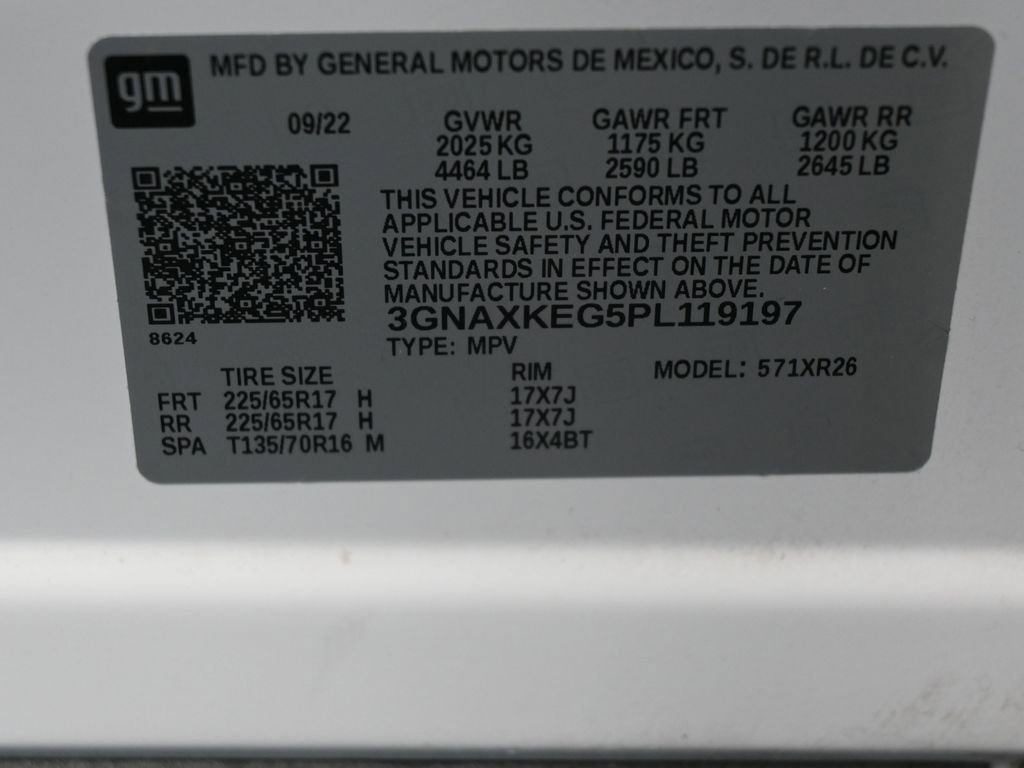 gm
MFD BY GENERAL MOTORS DE MEXICO, S. DE R.L. DE C.V.
09/22 GVWR GAWR FRT GAWR RR
2025 KG 1175 KG 1200 KG
4464 LB 2590 LB 2645 LB
THIS VEHICLE CONFORMS TO ALL
APPLICABLE U.S. FEDERAL MOTOR
VEHICLE SAFETY AND THEFT PREVENTION
STANDARDS IN EFFECT ON THE DATE OF
MANUFACTURE SHOWN ABOVE.
3GNAXKEG5PL119197
8624
TYPE: MPV
TIRE SIZE RIM MODEL: 571XR26
FRT 225/65R17 H 17X7J
RR 225/65R17 H 17X7J
SPA T135/70R16 M 16X4BT